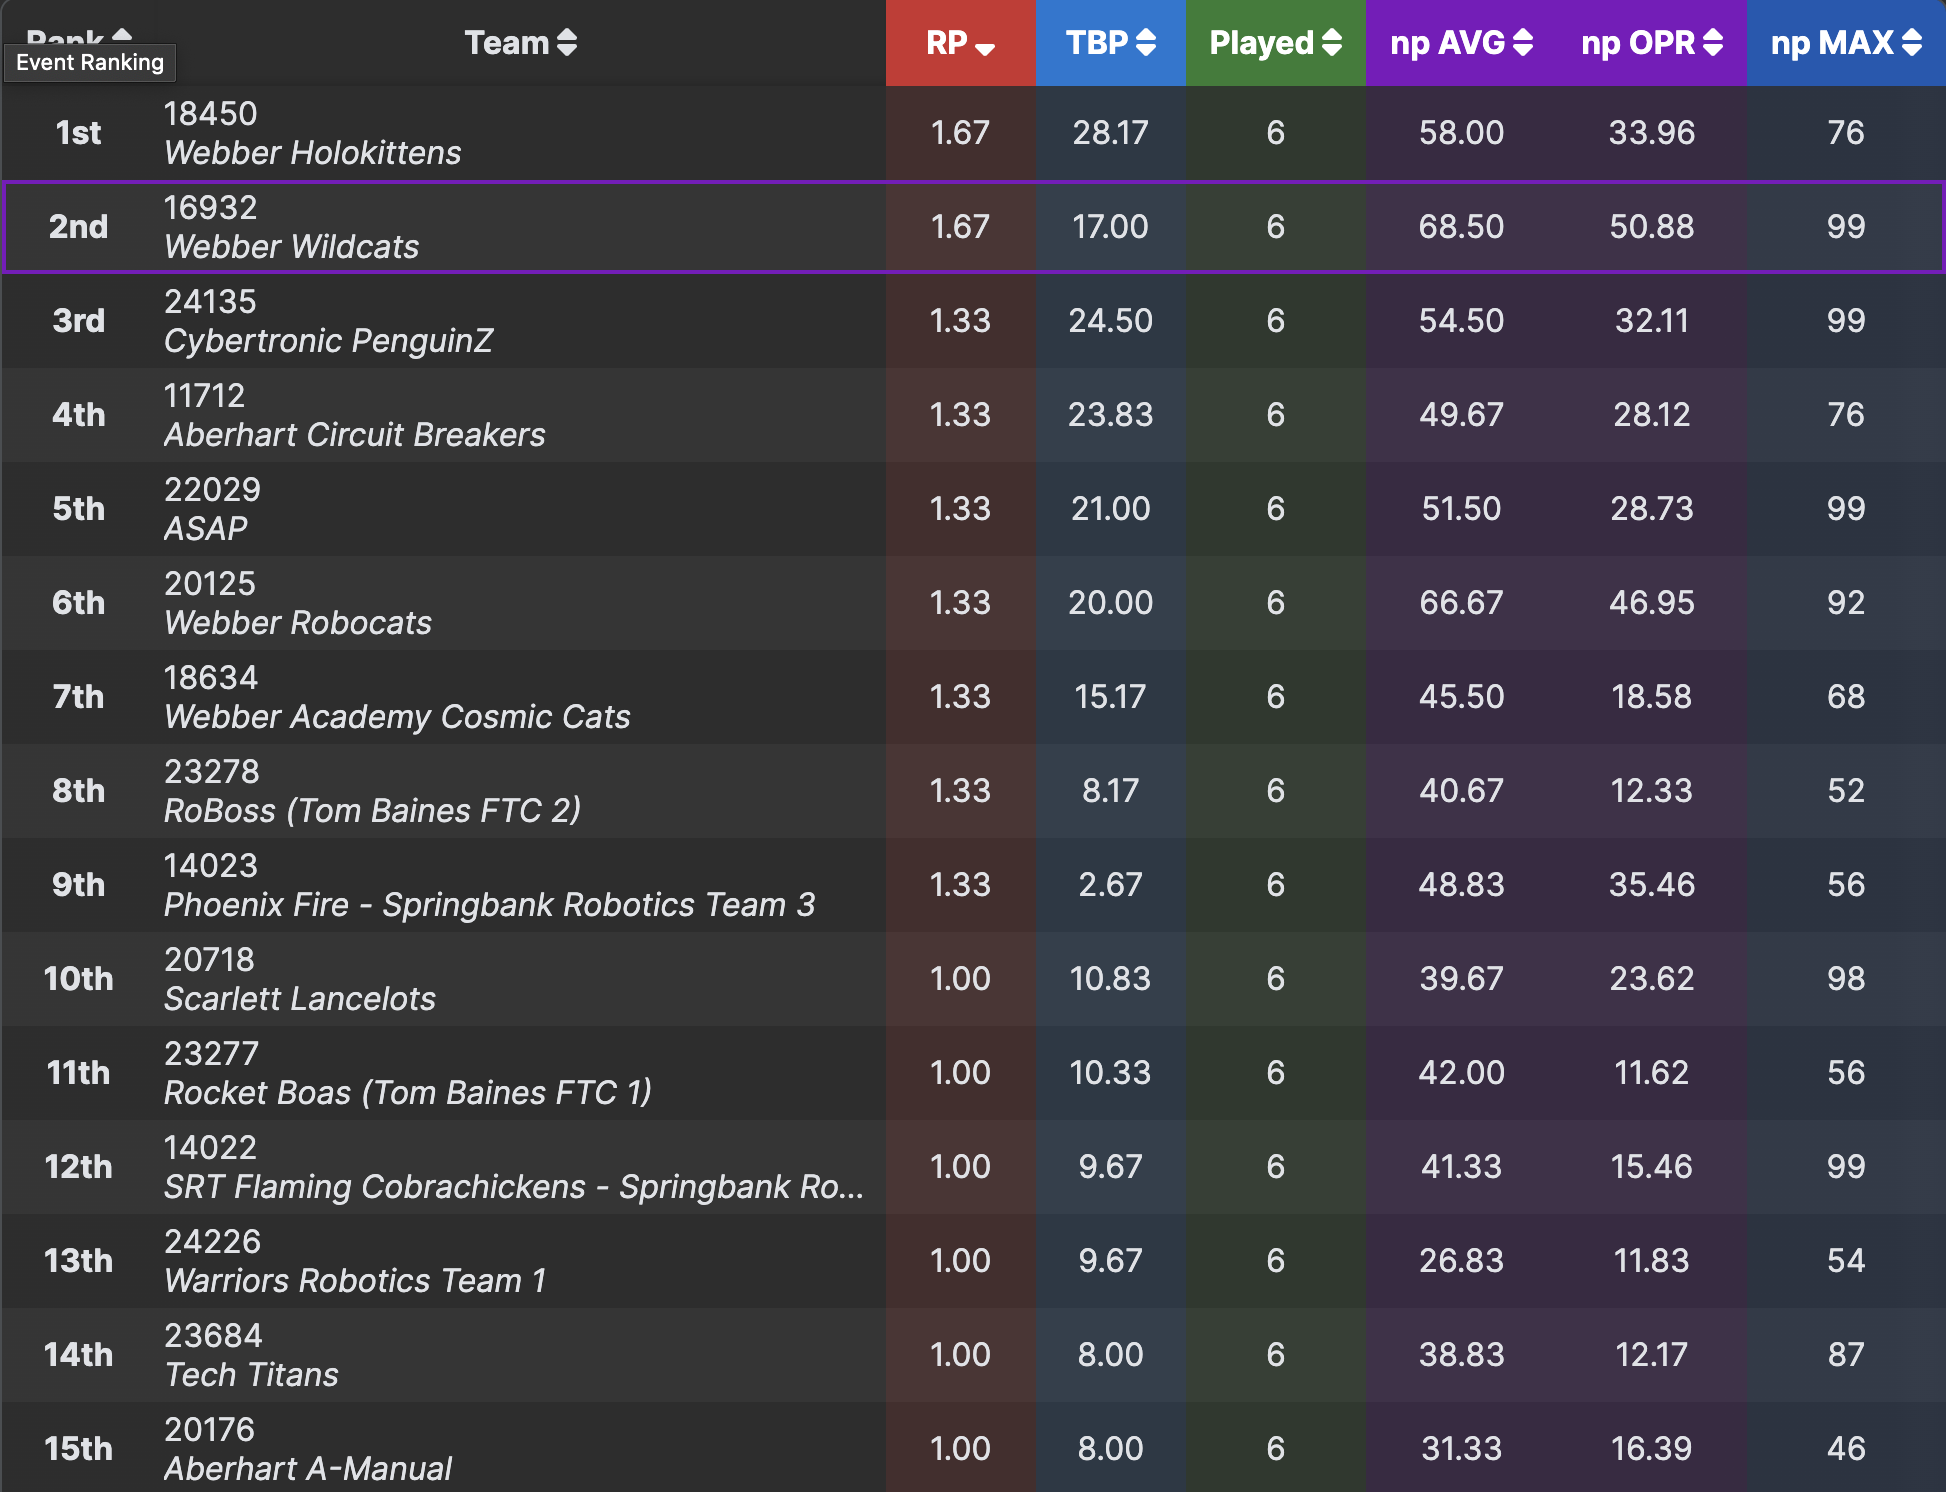 Rank Team RP TBP Played np AVG np OPR np MAX
Event Ranking
1st 18450 Webber Holokittens 1.67 28.17 6 58.00 33.96 76
2nd 16932 Webber Wildcats 1.67 17.00 6 68.50 50.88 99
3rd 24135 Cybertronic PenguinZ 1.33 24.50 6 54.50 32.11 99
4th 11712 Aberhart Circuit Breakers 1.33 23.83 6 49.67 28.12 76
5th 22029 ASAP 1.33 21.00 6 51.50 28.73 99
6th 20125 Webber Robocats 1.33 20.00 6 66.67 46.95 92
7th 18634 Webber Academy Cosmic Cats 1.33 15.17 6 45.50 18.58 68
8th 23278 RoBoss (Tom Baines FTC 2) 1.33 8.17 6 40.67 12.33 52
9th 14023 Phoenix Fire - Springbank Robotics Team 3 1.33 2.67 6 48.83 35.46 56
10th 20718 Scarlett Lancelots 1.00 10.83 6 39.67 23.62 98
11th 23277 Rocket Boas (Tom Baines FTC 1) 1.00 10.33 6 42.00 11.62 56
12th 14022 SRT Flaming Cobrachickens - Springbank Ro... 1.00 9.67 6 41.33 15.46 99
13th 24226 Warriors Robotics Team 1 1.00 9.67 6 26.83 11.83 54
14th 23684 Tech Titans 1.00 8.00 6 38.83 12.17 87
15th 20176 Aberhart A-Manual 1.00 8.00 6 31.33 16.39 46